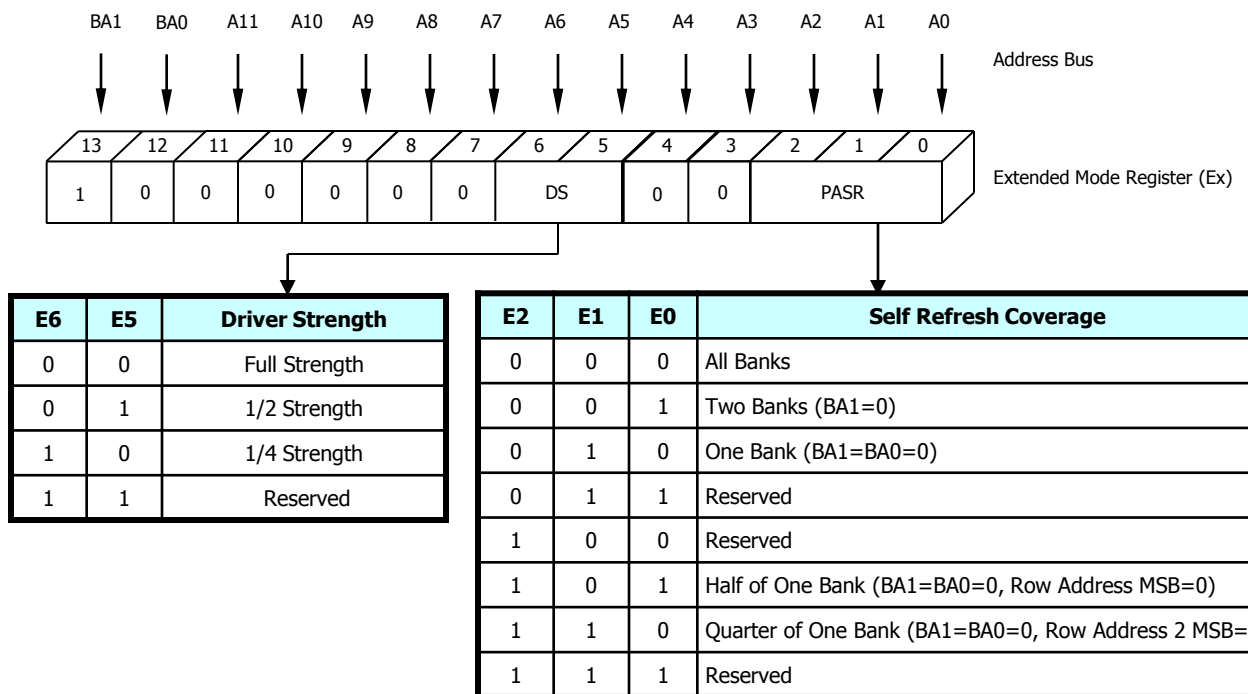 BA1 BA0 A11 A10 A9 A8 A7 A6 A5 A4 A3 A2 A1 A0
Address Bus
13 12 11 10 9 8 7 6 5 4 3 2 1 0
1 0 0 0 0 0 0 DS 0 0 PASR
Extended Mode Register (Ex)
E6 E5 Driver Strength
0 0 Full Strength
0 1 1/2 Strength
1 0 1/4 Strength
1 1 Reserved
E2 E1 E0 Self Refresh Coverage
0 0 0 All Banks
0 0 1 Two Banks (BA1=0)
0 1 0 One Bank (BA1=BA0=0)
0 1 1 Reserved
1 0 0 Reserved
1 0 1 Half of One Bank (BA1=BA0=0, Row Address MSB=0)
1 1 0 Quarter of One Bank (BA1=BA0=0, Row Address 2 MSB=
1 1 1 Reserved